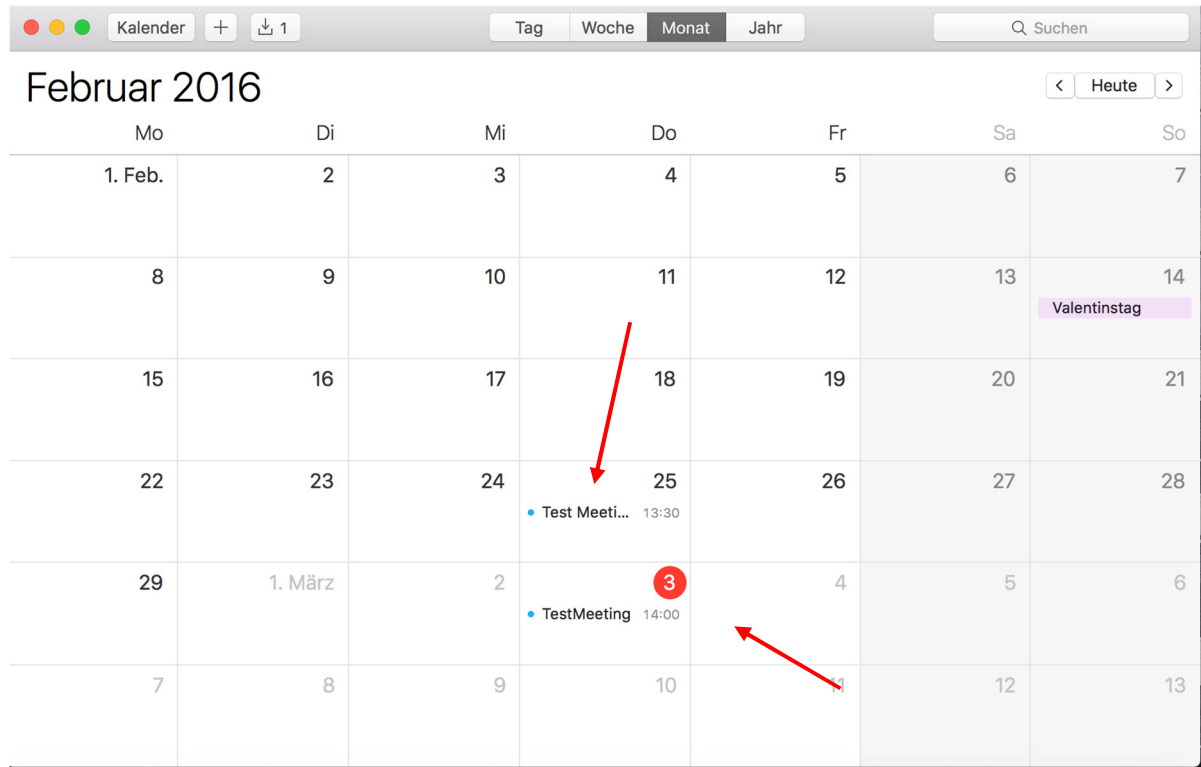 Kalender + 1 Tag Woche Monat Jahr Suchen
Februar 2016 < Heute >
Mo Di Mi Do Fr Sa So
1. Feb. 2 3 4 5 6 7
8 9 10 11 12 13 14
Valentinstag
15 16 17 18 19 20 21
22 23 24 25 26 27 28
Test Meeti... 13:30
29 1. März 2 3 4 5 6
TestMeeting 14:00
7 8 9 10 11 12 13